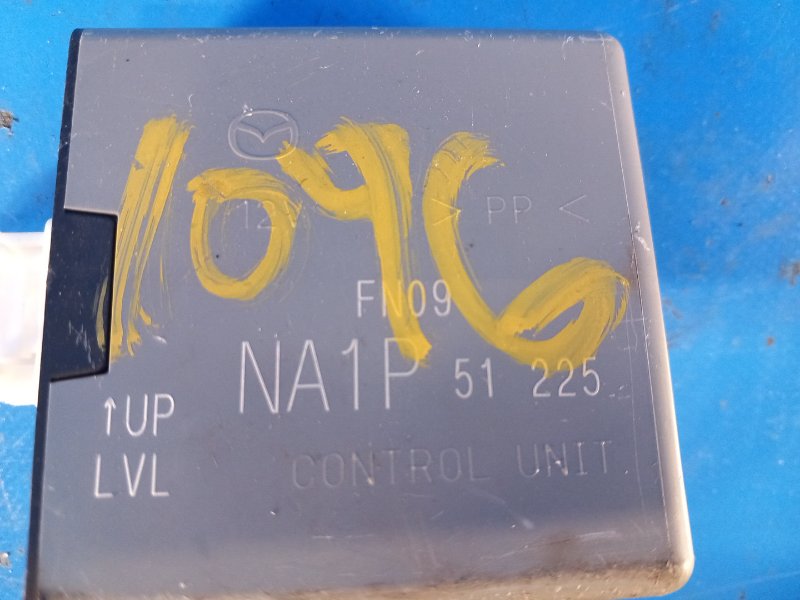 1096
12V > PP <
FN09
NA1P 51 225
↑UP
LVL
CONTROL UNIT